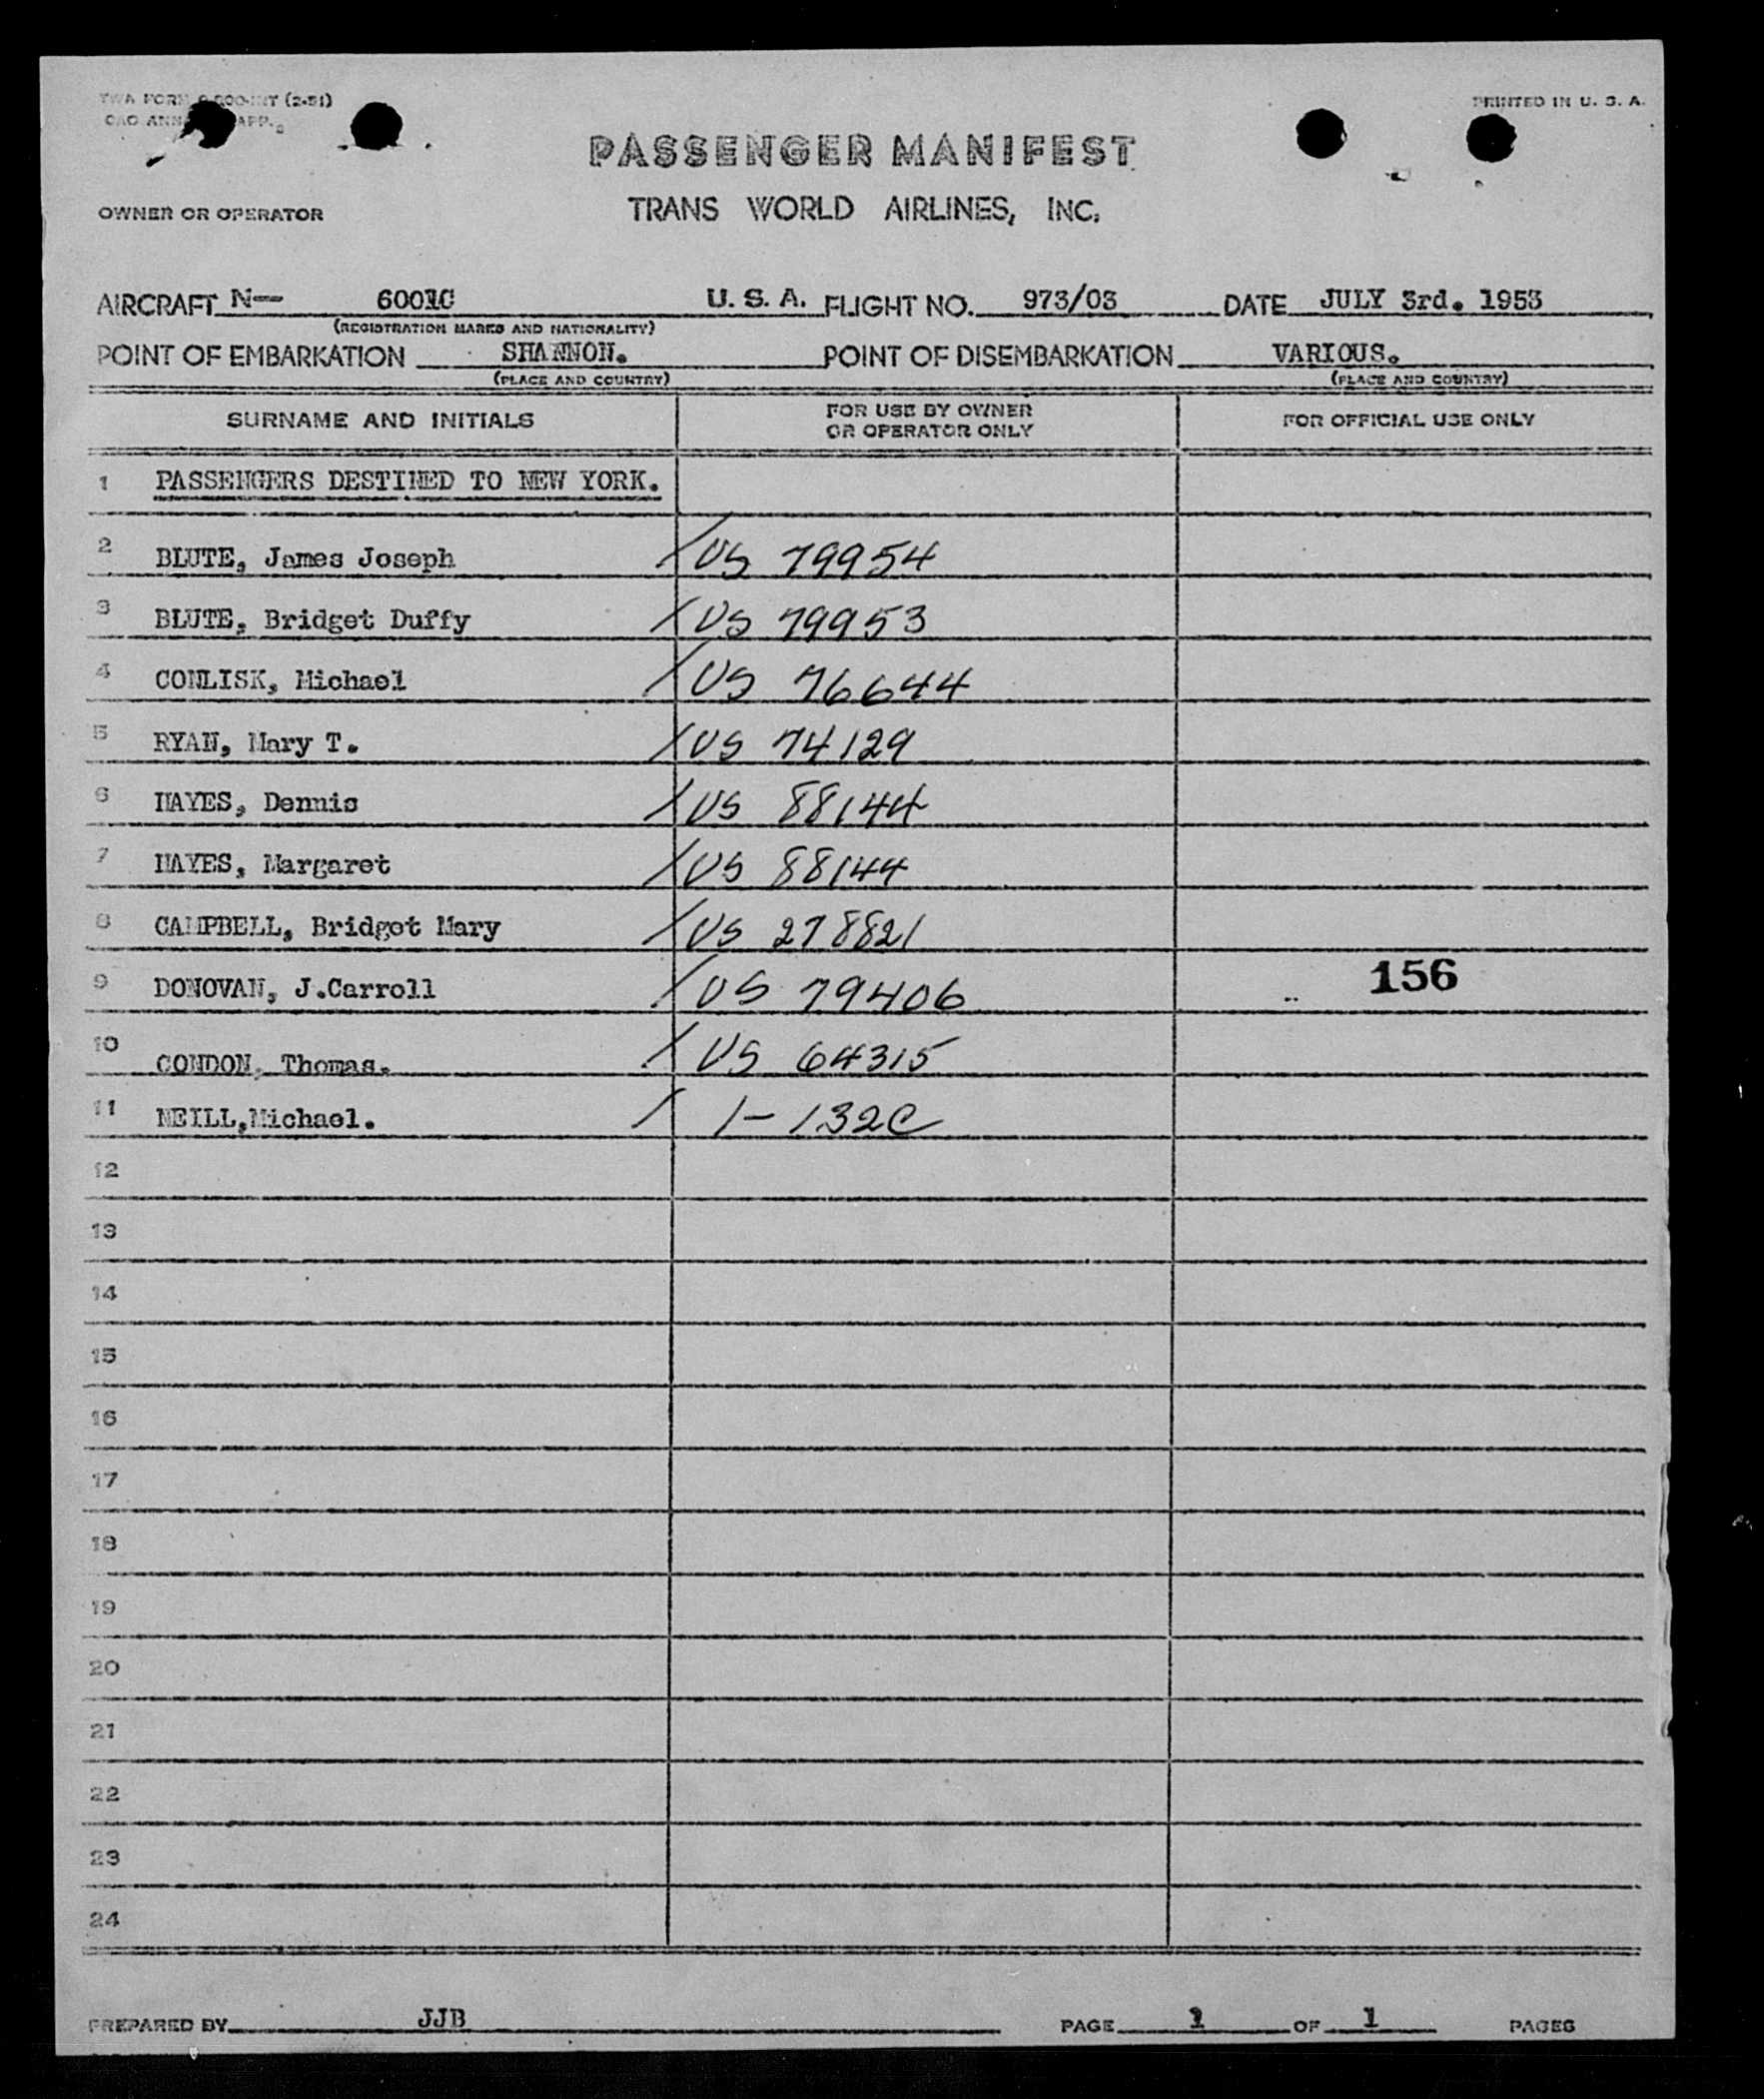 TWA FORM (2-51)
PRINTED IN U. S. A.
CAO APP.
PASSENGER MANIFEST
OWNER OR OPERATOR
TRANS WORLD AIRLINES, INC.
AIRCRAFT N— 6001C U. S. A. FLIGHT NO. 973/03 DATE JULY 3rd. 1953
(REGISTRATION MARKS AND NATIONALITY)
POINT OF EMBARKATION SHANNON. POINT OF DISEMBARKATION VARIOUS.
(PLACE AND COUNTRY) (PLACE AND COUNTRY)
SURNAME AND INITIALS
FOR USE BY OWNER
OR OPERATOR ONLY
FOR OFFICIAL USE ONLY
1 PASSENGERS DESTINED TO NEW YORK.
2 BLUTE, James Joseph / US 79954
3 BLUTE, Bridget Duffy / US 79953
4 CONLISK, Michael / US 76644
5 RYAN, Mary T. / US 74129
6 HAYES, Dennis / US 88144
7 HAYES, Margaret / US 88144
8 CAMPBELL, Bridget Mary / US 278821
9 DONOVAN, J.Carroll / US 79406 156
10 CONDON, Thomas. / US 64315
11 NEILL,Michael. / 1-132C
12
13
14
15
16
17
18
19
20
21
22
23
24
PREPARED BY JJB PAGE 1 OF 1 PAGES